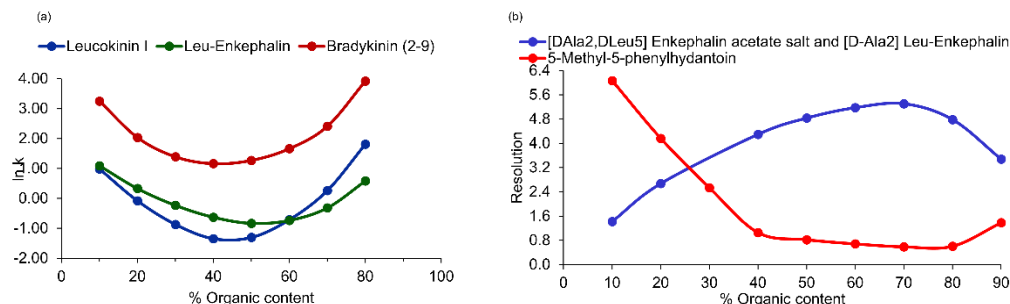 (a)
Leucokinin I Leu-Enkephalin Bradykinin (2-9)
4.00
3.00
2.00
1.00
0.00
-1.00
-2.00
ln k
0 20 40 60 80 100
% Organic content
(b)
[DAla2,DLeu5] Enkephalin acetate salt and [D-Ala2] Leu-Enkephalin
5-Methyl-5-phenylhydantoin
6.4
5.6
4.8
4.0
3.2
2.4
1.6
0.8
0.0
Resolution
0 10 20 30 40 50 60 70 80 90
% Organic content